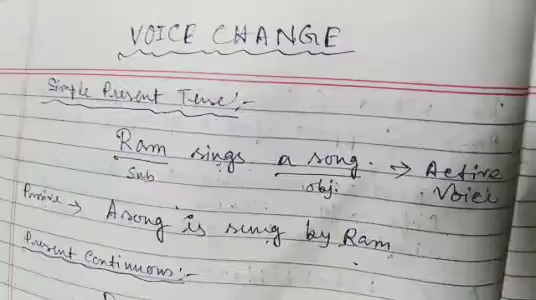 VOICE CHANGE
Simple Present Tense:-
Ram sings a song. → Active
Sub obj. Voice
Passive → A song is sung by Ram
Present Continuous:-